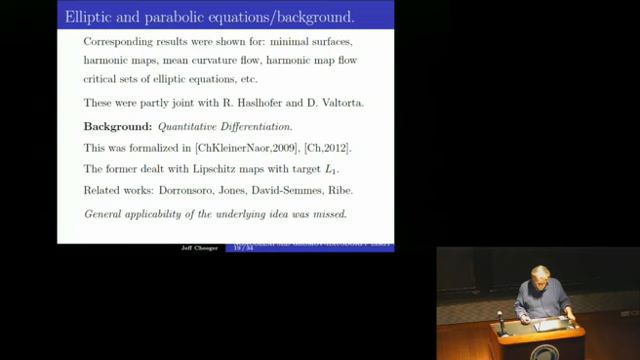 Elliptic and parabolic equations/background.
Corresponding results were shown for: minimal surfaces,
harmonic maps, mean curvature flow, harmonic map flow
critical sets of elliptic equations, etc.
These were partly joint with R. Haslhofer and D. Valtorta.
Background: Quantitative Differentiation.
This was formalized in [ChKleinerNaor,2009], [Ch,2012].
The former dealt with Lipschitz maps with target L₁.
Related works: Dorronsoro, Jones, David-Semmes, Ribe.
General applicability of the underlying idea was missed.
Jeff Cheeger
19 / 34